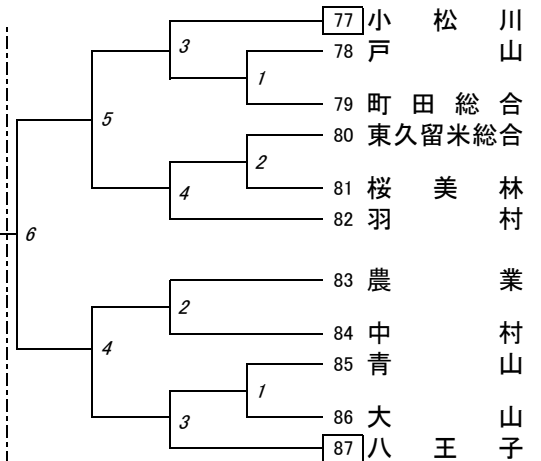 77 小松川
3
78 戸山
1
79 町田総合
5
80 東久留米総合
2
81 桜美林
4
82 羽村
6
83 農業
2
84 中村
4
85 青山
1
86 大山
3
87 八王子